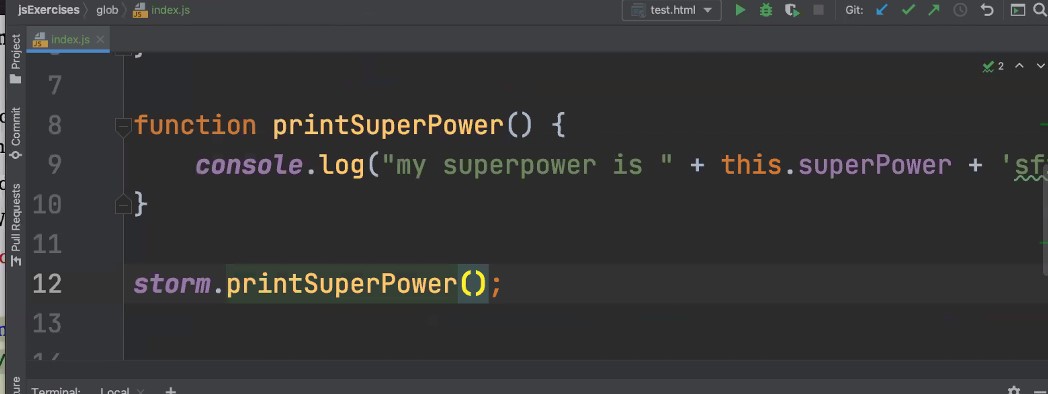 jsExercises glob index.js test.html Git:
index.js
Project
Commit
Pull Requests
2
7
8 function printSuperPower() {
9 console.log("my superpower is " + this.superPower + 'sf
10 }
11
12 storm.printSuperPower();
13
14
Terminal: Local +